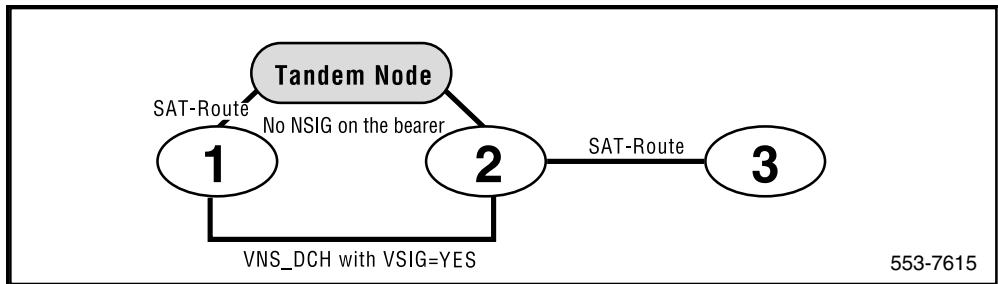 Tandem Node
SAT-Route
No NSIG on the bearer
1
2
SAT-Route
3
VNS_DCH with VSIG=YES
553-7615